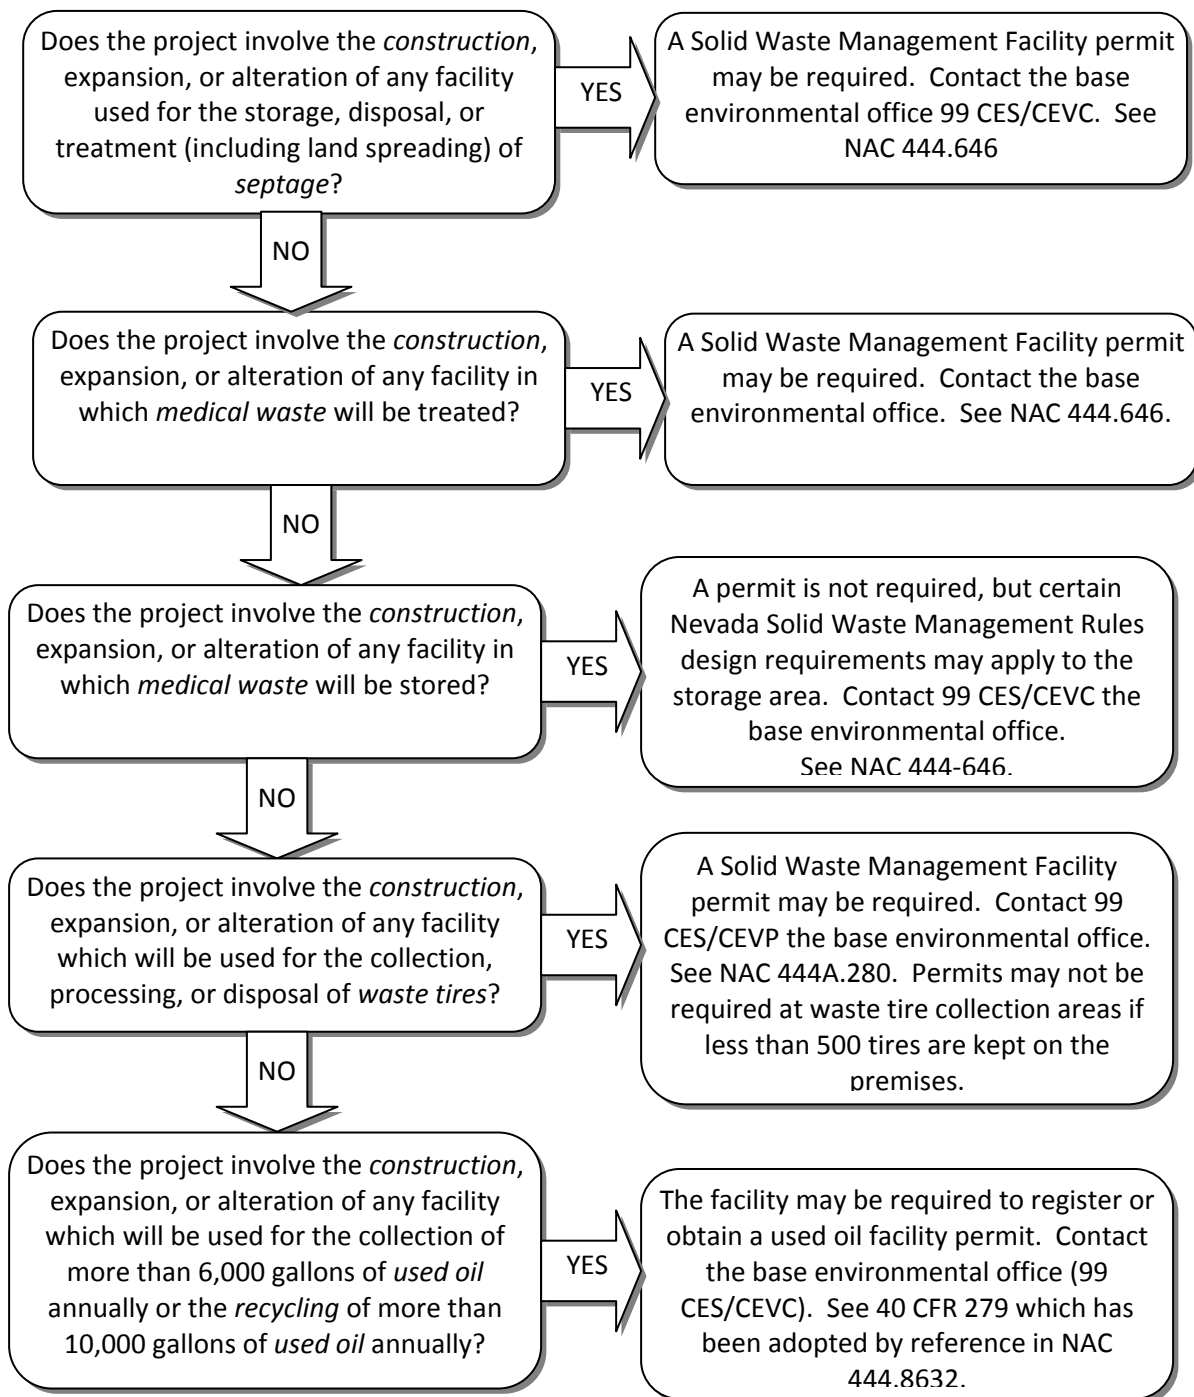 Does the project involve the construction,
expansion, or alteration of any facility
used for the storage, disposal, or
treatment (including land spreading) of
septage?
YES
A Solid Waste Management Facility permit
may be required.  Contact the base
environmental office 99 CES/CEVC.  See
NAC 444.646
NO
Does the project involve the construction,
expansion, or alteration of any facility in
which medical waste will be treated?
YES
A Solid Waste Management Facility permit
may be required.  Contact the base
environmental office.  See NAC 444.646.
NO
Does the project involve the construction,
expansion, or alteration of any facility in
which medical waste will be stored?
YES
A permit is not required, but certain
Nevada Solid Waste Management Rules
design requirements may apply to the
storage area.  Contact 99 CES/CEVC the
base environmental office.
See NAC 444-646.
NO
Does the project involve the construction,
expansion, or alteration of any facility
which will be used for the collection,
processing, or disposal of waste tires?
YES
A Solid Waste Management Facility
permit may be required.  Contact 99
CES/CEVP the base environmental office.
See NAC 444A.280.  Permits may not be
required at waste tire collection areas if
less than 500 tires are kept on the
premises.
NO
Does the project involve the construction,
expansion, or alteration of any facility
which will be used for the collection of
more than 6,000 gallons of used oil
annually or the recycling of more than
10,000 gallons of used oil annually?
YES
The facility may be required to register or
obtain a used oil facility permit.  Contact
the base environmental office (99
CES/CEVC).  See 40 CFR 279 which has
been adopted by reference in NAC
444.8632.